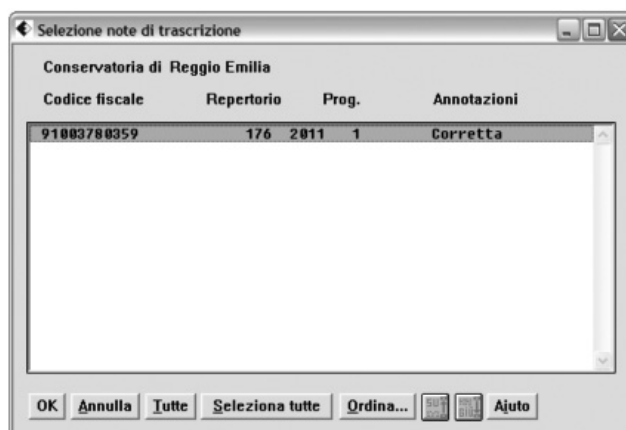 Selezione note di trascrizione
Conservatoria di Reggio Emilia
Codice fiscale Repertorio Prog. Annotazioni
91003780359 176 2011 1 Corretta
OK Annulla Tutte Seleziona tutte Ordina... Aiuto